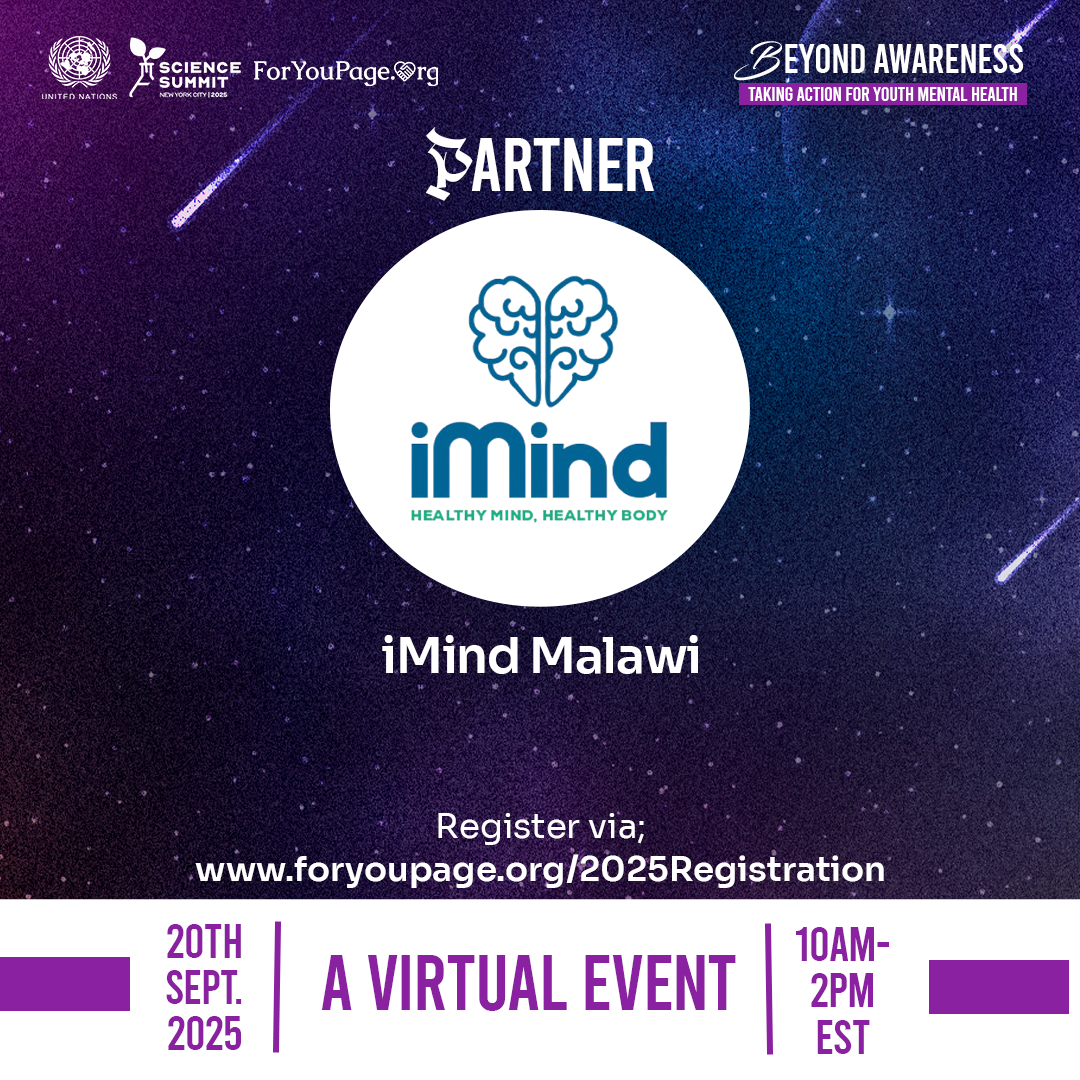 UNITED NATIONS
SCIENCE
SUMMIT
NEW YORK CITY | 2025
ForYouPage.org
BEYOND AWARENESS
TAKING ACTION FOR YOUTH MENTAL HEALTH
PARTNER
iMind
HEALTHY MIND, HEALTHY BODY
iMind Malawi
Register via;
www.foryoupage.org/2025Registration
20TH
SEPT.
2025
A VIRTUAL EVENT
10AM-
2PM
EST